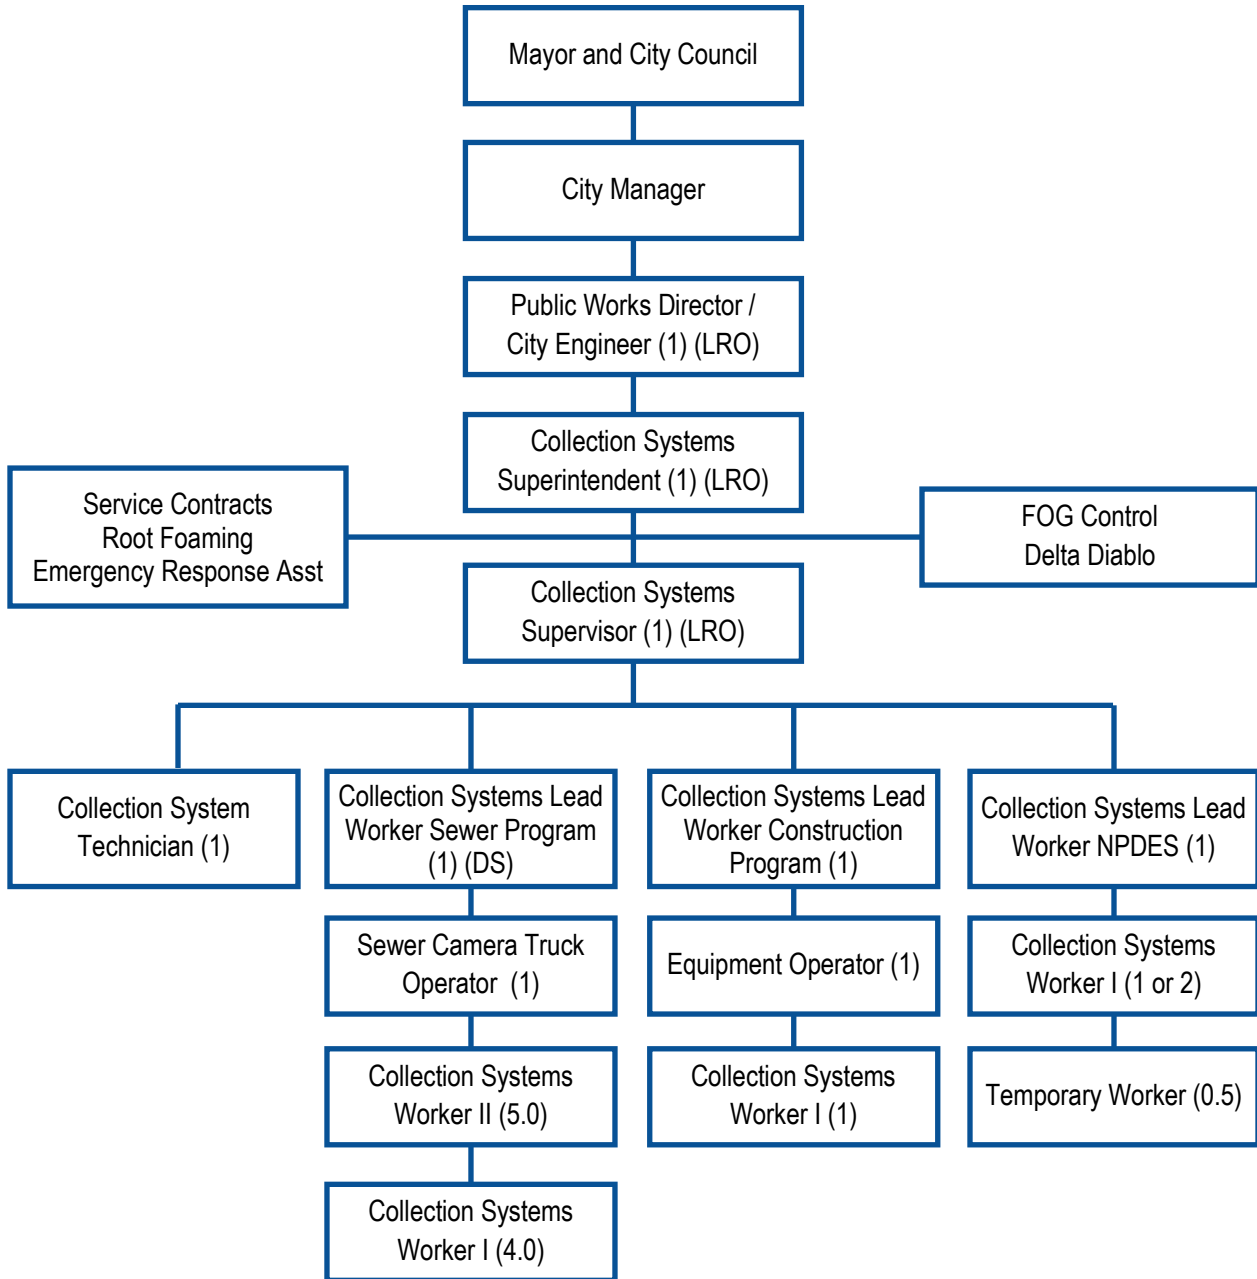 Mayor and City Council
City Manager
Public Works Director /
City Engineer (1) (LRO)
Collection Systems
Superintendent (1) (LRO)
Service Contracts
Root Foaming
Emergency Response Asst
FOG Control
Delta Diablo
Collection Systems
Supervisor (1) (LRO)
Collection System
Technician (1)
Collection Systems Lead
Worker Sewer Program
(1) (DS)
Collection Systems Lead
Worker Construction
Program (1)
Collection Systems Lead
Worker NPDES (1)
Sewer Camera Truck
Operator (1)
Equipment Operator (1)
Collection Systems
Worker I (1 or 2)
Collection Systems
Worker II (5.0)
Collection Systems
Worker I (1)
Temporary Worker (0.5)
Collection Systems
Worker I (4.0)